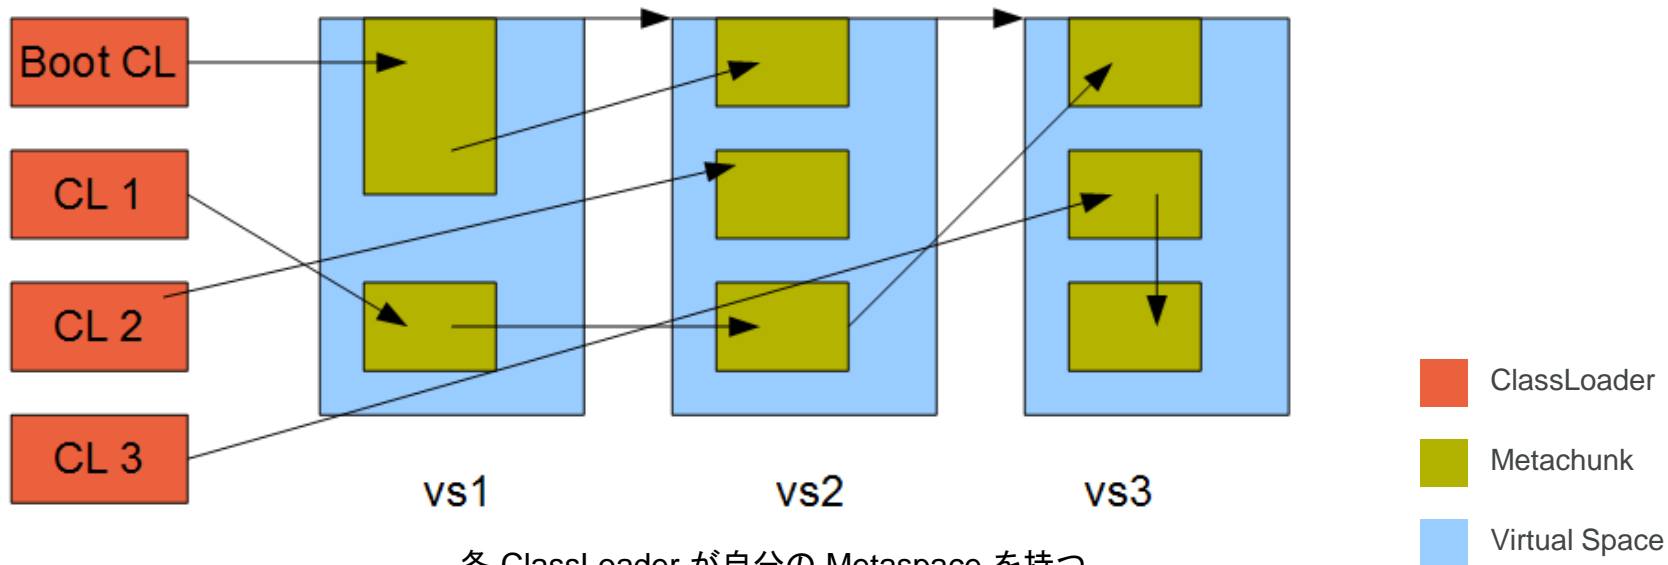 Boot CL
CL 1
CL 2
CL 3
vs1
vs2
vs3
ClassLoader
Metachunk
Virtual Space
各 ClassLoader が自分の Metaspace を持つ